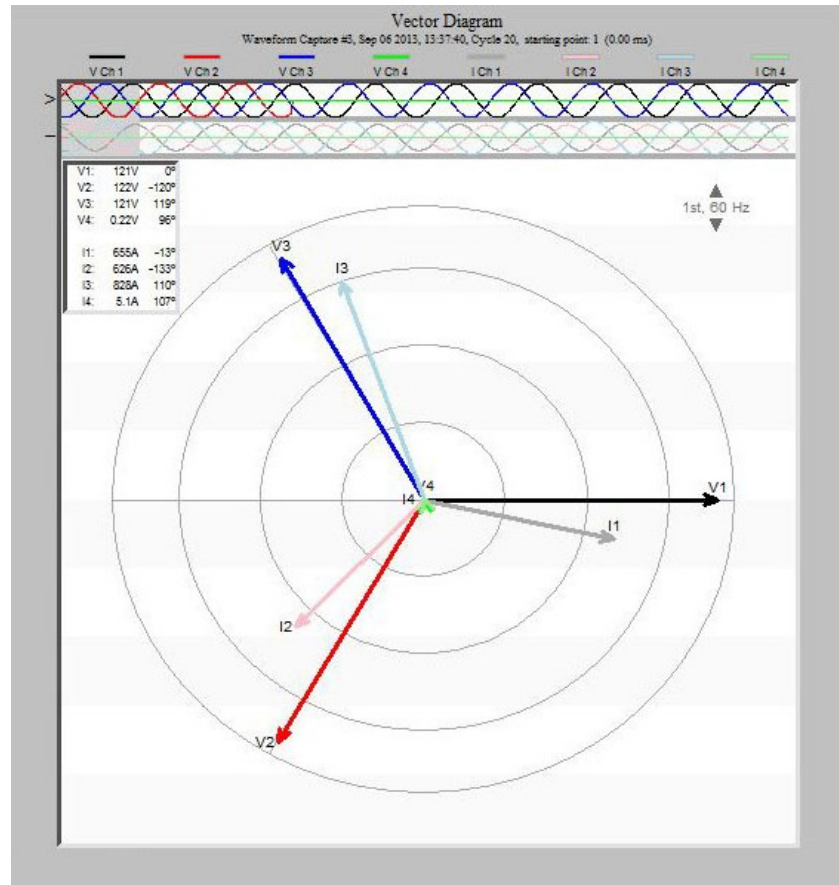 Vector Diagram
Waveform Capture #3, Sep 06 2013, 13:37:40, Cycle 20, starting point: 1 (0.00 ms)
V Ch 1 V Ch 2 V Ch 3 V Ch 4 I Ch 1 I Ch 2 I Ch 3 I Ch 4
>
–
V1: 121V 0°
V2: 122V -120°
V3: 121V 119°
V4: 0.22V 96°
I1: 655A -13°
I2: 626A -133°
I3: 828A 110°
I4: 5.1A 107°
1st, 60 Hz
V3
I3
V4
I4
V1
I1
I2
V2